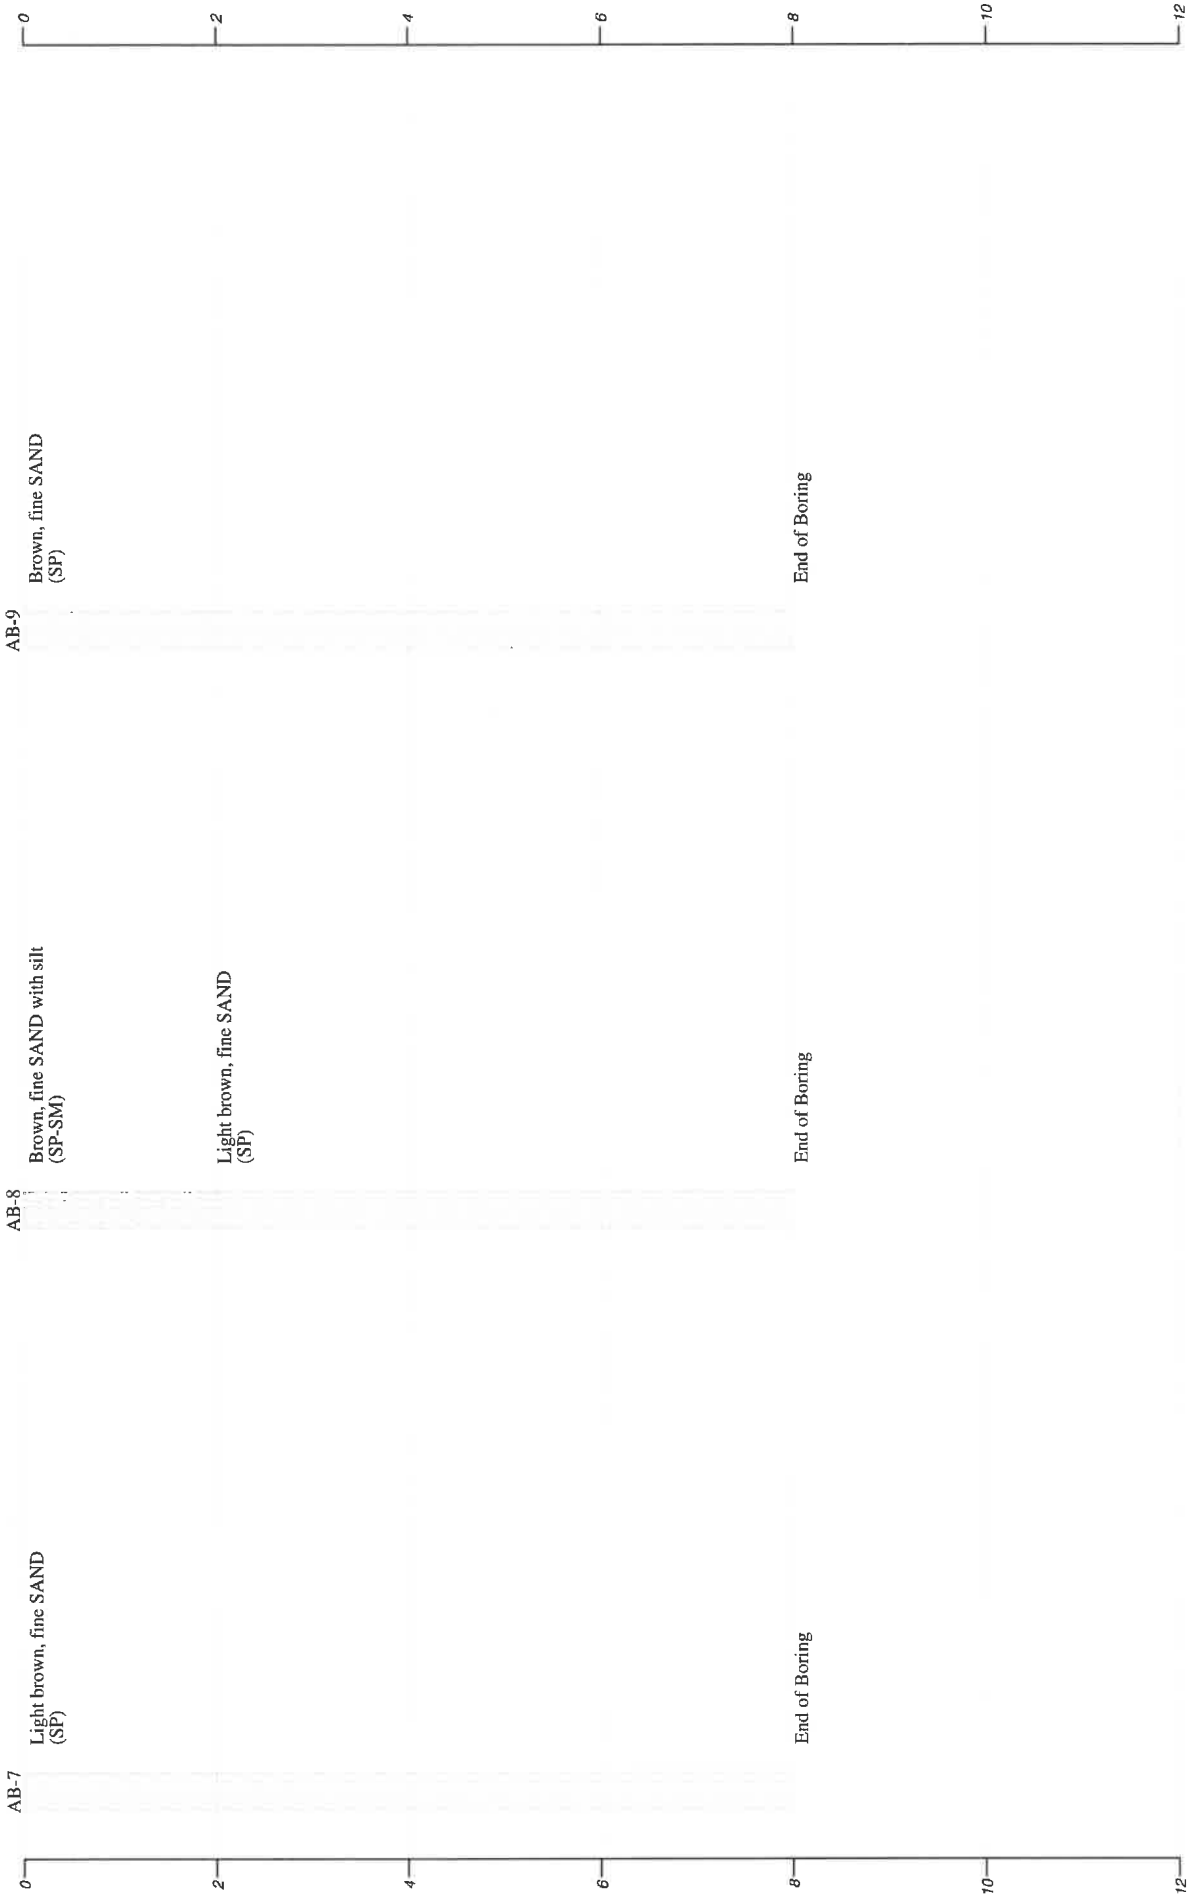 AB-7
AB-8
AB-9
0
0
Light brown, fine SAND
(SP)
Brown, fine SAND with silt
(SP-SM)
Brown, fine SAND
(SP)
2
2
Light brown, fine SAND
(SP)
4
4
6
6
8
8
End of Boring
End of Boring
End of Boring
10
10
12
12